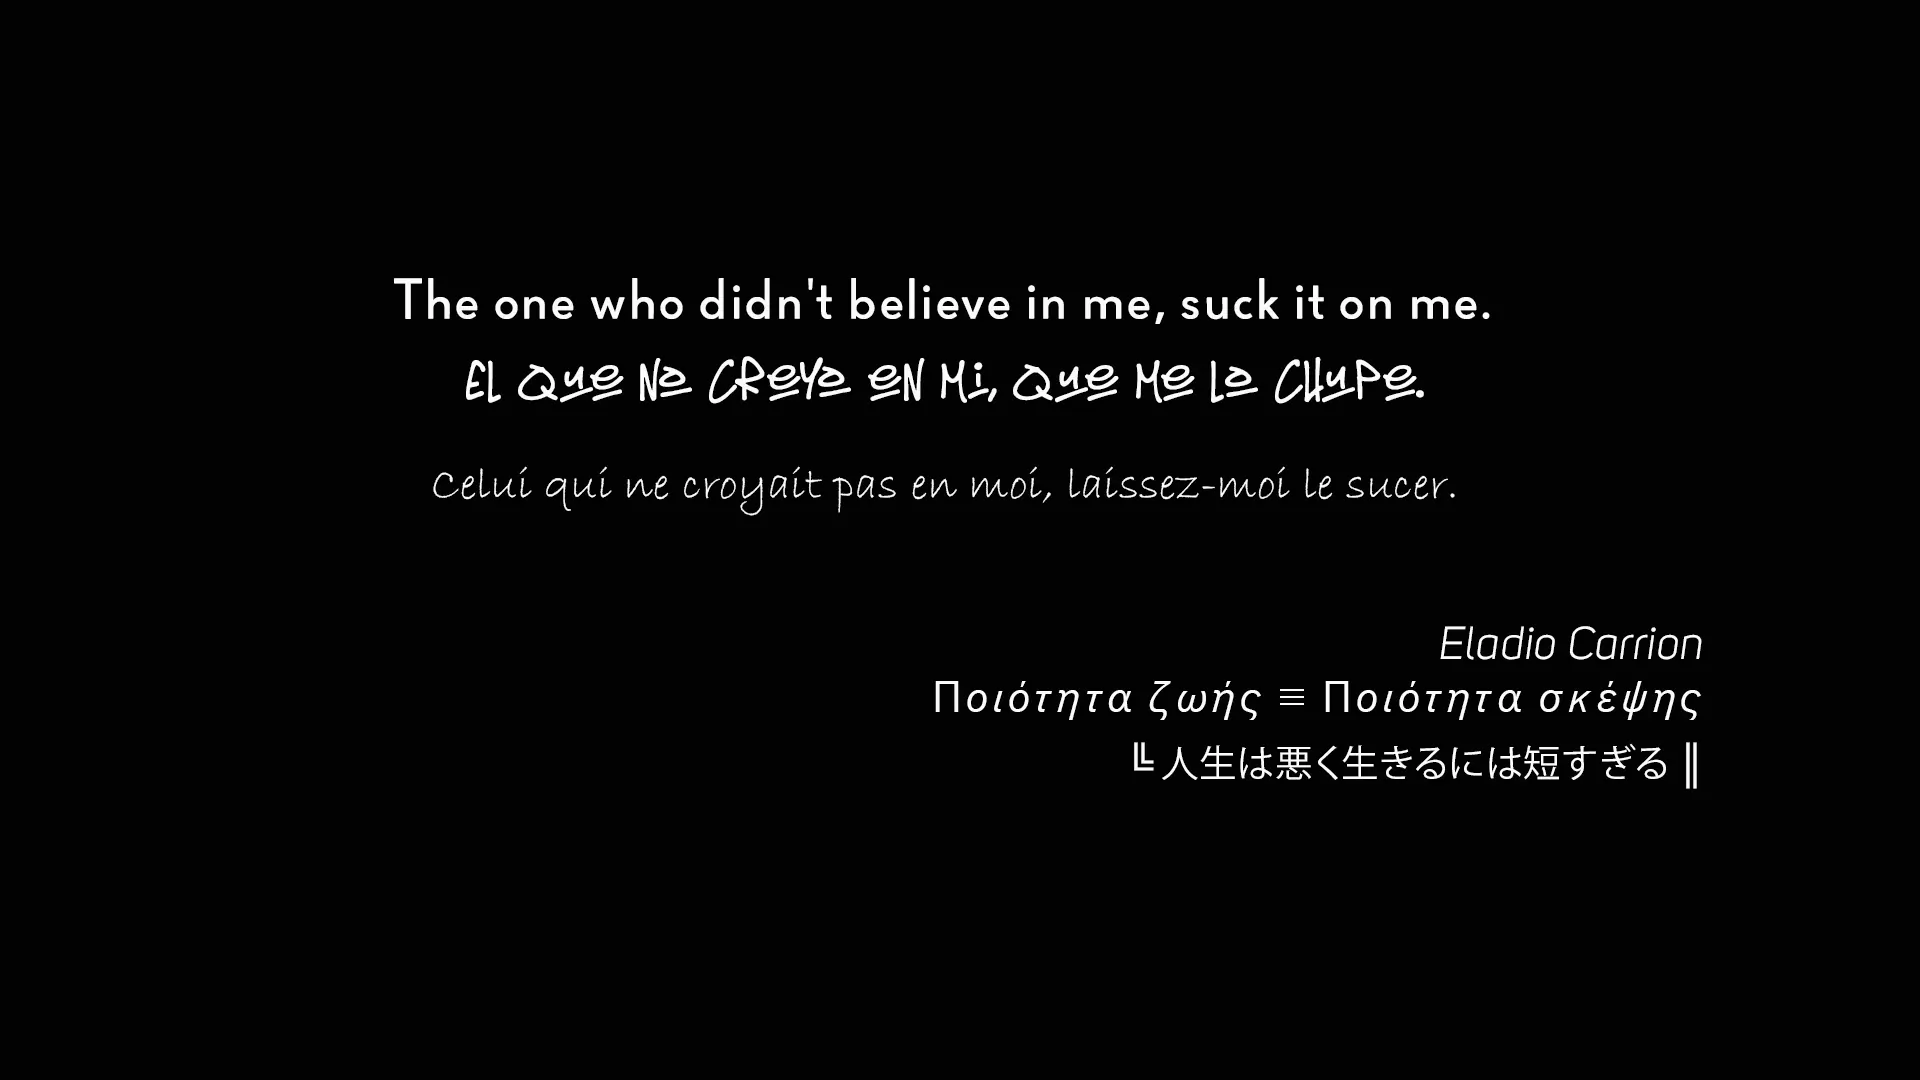 The one who didn't believe in me, suck it on me.
El que no creyo en mi, que me la chupe.
Celui qui ne croyait pas en moi, laissez-moi le sucer.
Eladio Carrion
Ποιότητα ζωής ≡ Ποιότητα σκέψης
╚ 人生は悪く生きるには短すぎる ║